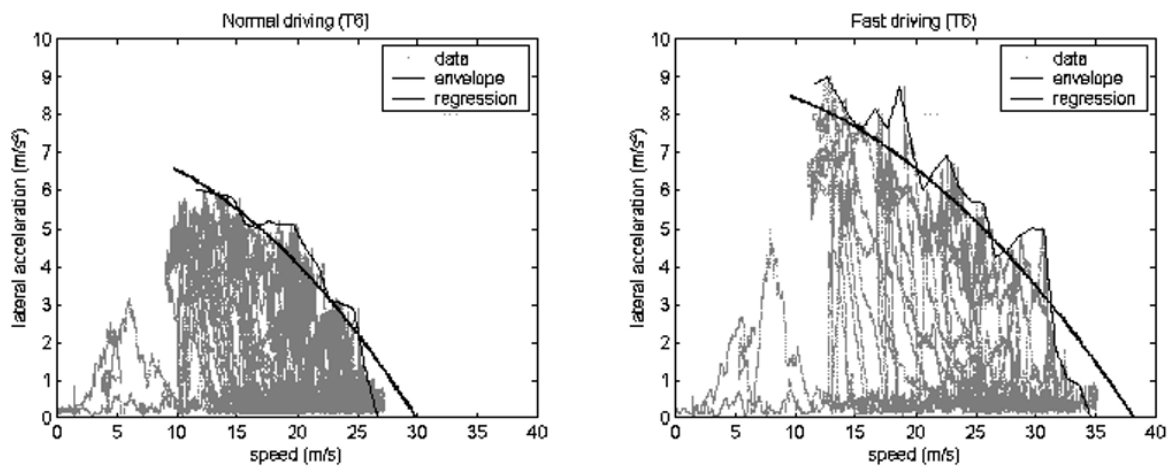 Normal driving (T6)
data
envelope
regression
10
9
8
7
6
5
4
3
2
1
0
lateral acceleration (m/s²)
0 5 10 15 20 25 30 35 40
speed (m/s)
Fast driving (T6)
data
envelope
regression
10
9
8
7
6
5
4
3
2
1
0
lateral acceleration (m/s²)
0 5 10 15 20 25 30 35 40
speed (m/s)